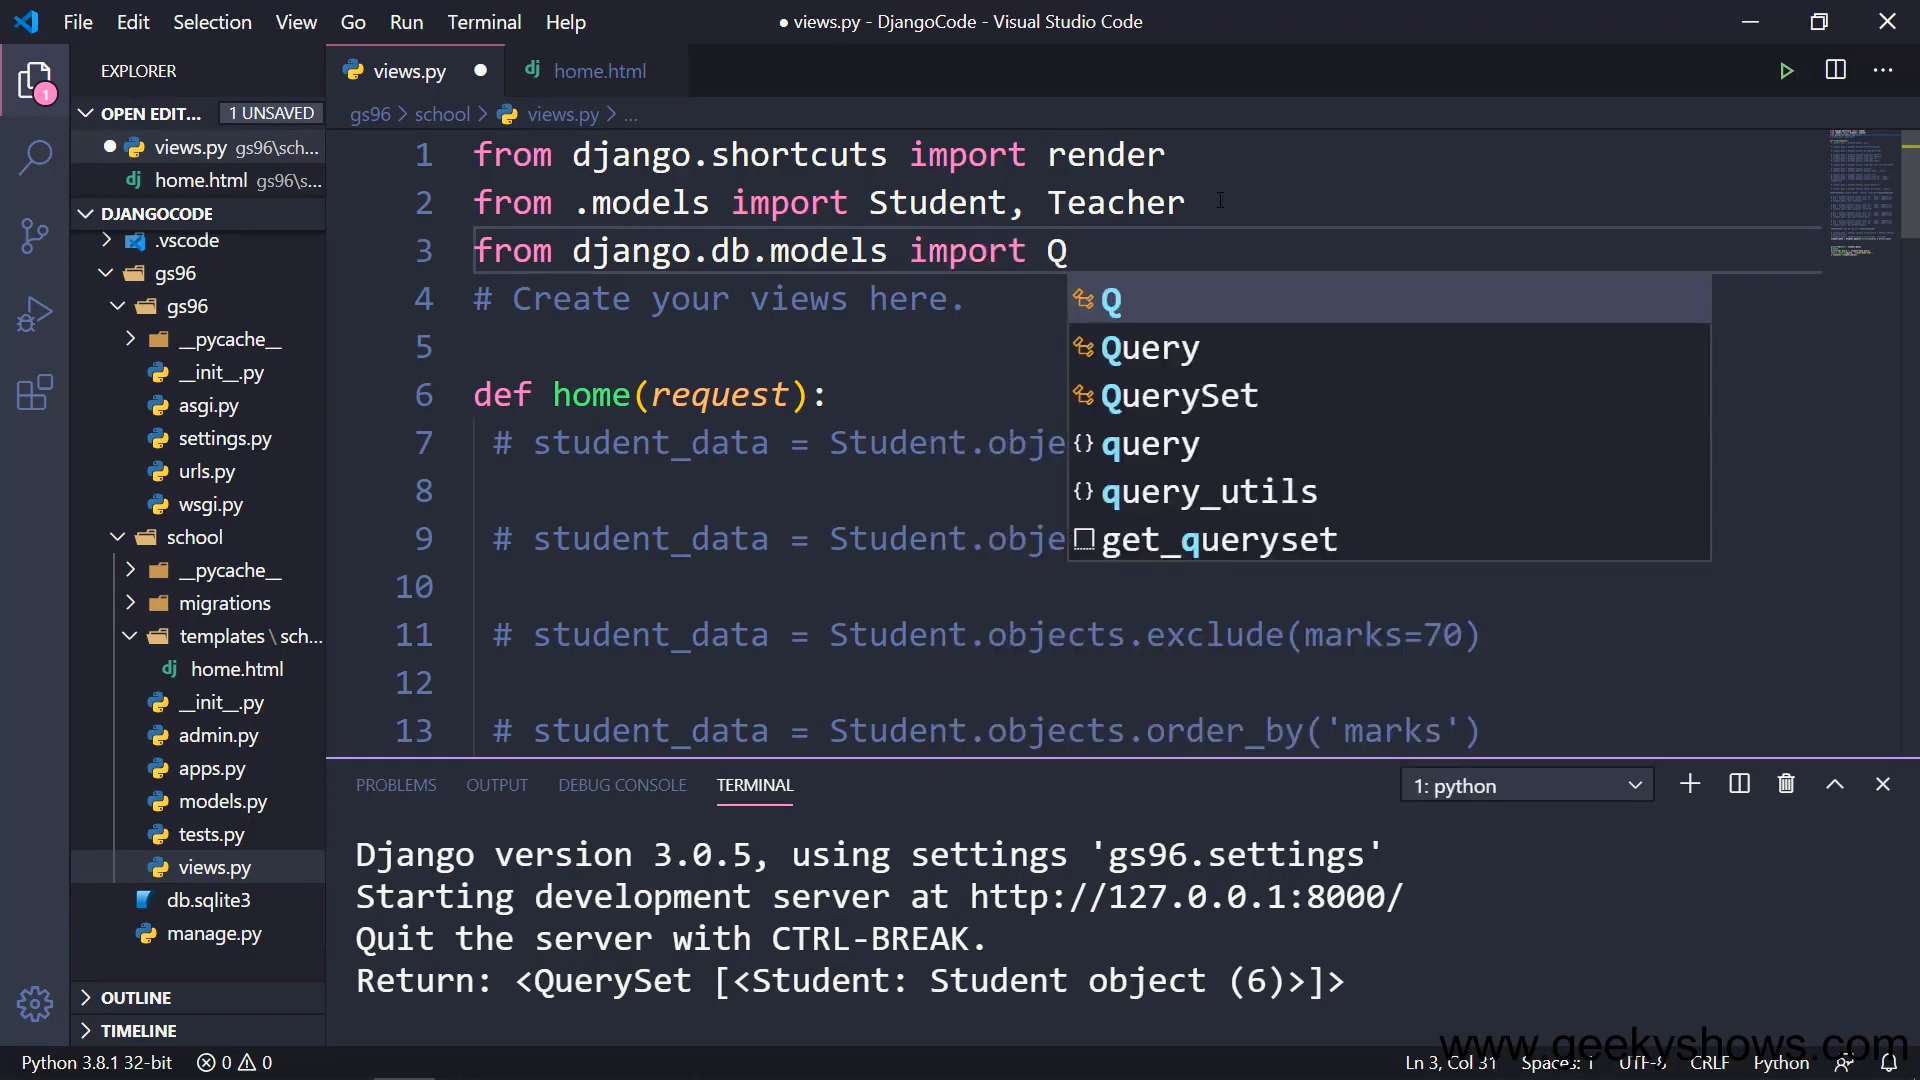 File Edit Selection View Go Run Terminal Help
● views.py - DjangoCode - Visual Studio Code
EXPLORER
1
OPEN EDIT... 1 UNSAVED
views.py gs96\sch...
home.html gs96\s...
DJANGOCODE
.vscode
gs96
gs96
__pycache__
__init__.py
asgi.py
settings.py
urls.py
wsgi.py
school
__pycache__
migrations
templates \ sch...
dj home.html
__init__.py
admin.py
apps.py
models.py
tests.py
views.py
db.sqlite3
manage.py
OUTLINE
TIMELINE
views.py
dj home.html
gs96 > school > views.py > ...
1 from django.shortcuts import render
2 from .models import Student, Teacher
3 from django.db.models import Q
4 # Create your views here.
5
6 def home(request):
7 # student_data = Student.obje
8
9 # student_data = Student.obje
10
11 # student_data = Student.objects.exclude(marks=70)
12
13 # student_data = Student.objects.order_by('marks')
Q
Query
QuerySet
{} query
{} query_utils
get_queryset
PROBLEMS OUTPUT DEBUG CONSOLE TERMINAL
1: python
Django version 3.0.5, using settings 'gs96.settings'
Starting development server at http://127.0.0.1:8000/
Quit the server with CTRL-BREAK.
Return: <QuerySet [<Student: Student object (6)>]>
www.geekyshows.com
Python 3.8.1 32-bit 0 0
Ln 3, Col 31 Spaces: 1 UTF-8 CRLF Python